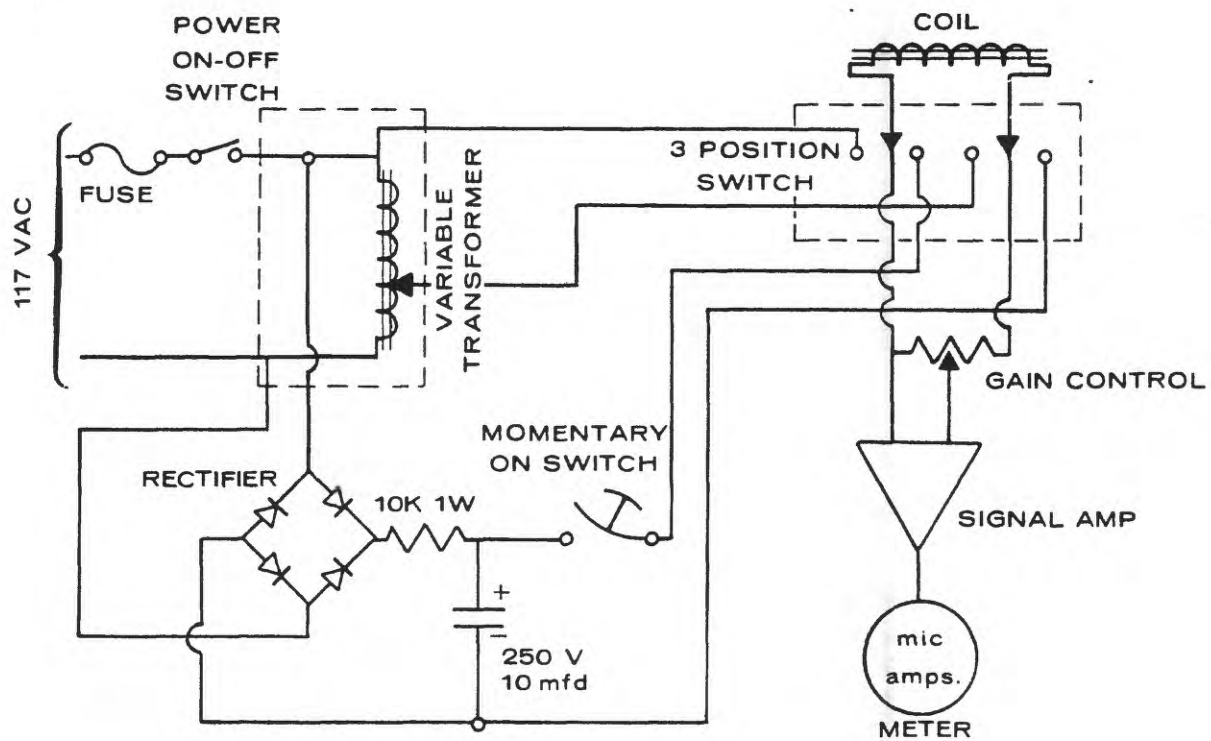 POWER
ON-OFF
SWITCH
COIL
117 VAC
FUSE
VARIABLE
TRANSFORMER
3 POSITION
SWITCH
GAIN CONTROL
MOMENTARY
ON SWITCH
RECTIFIER
10K 1W
SIGNAL AMP
+
−
250 V
10 mfd
mic
amps.
METER